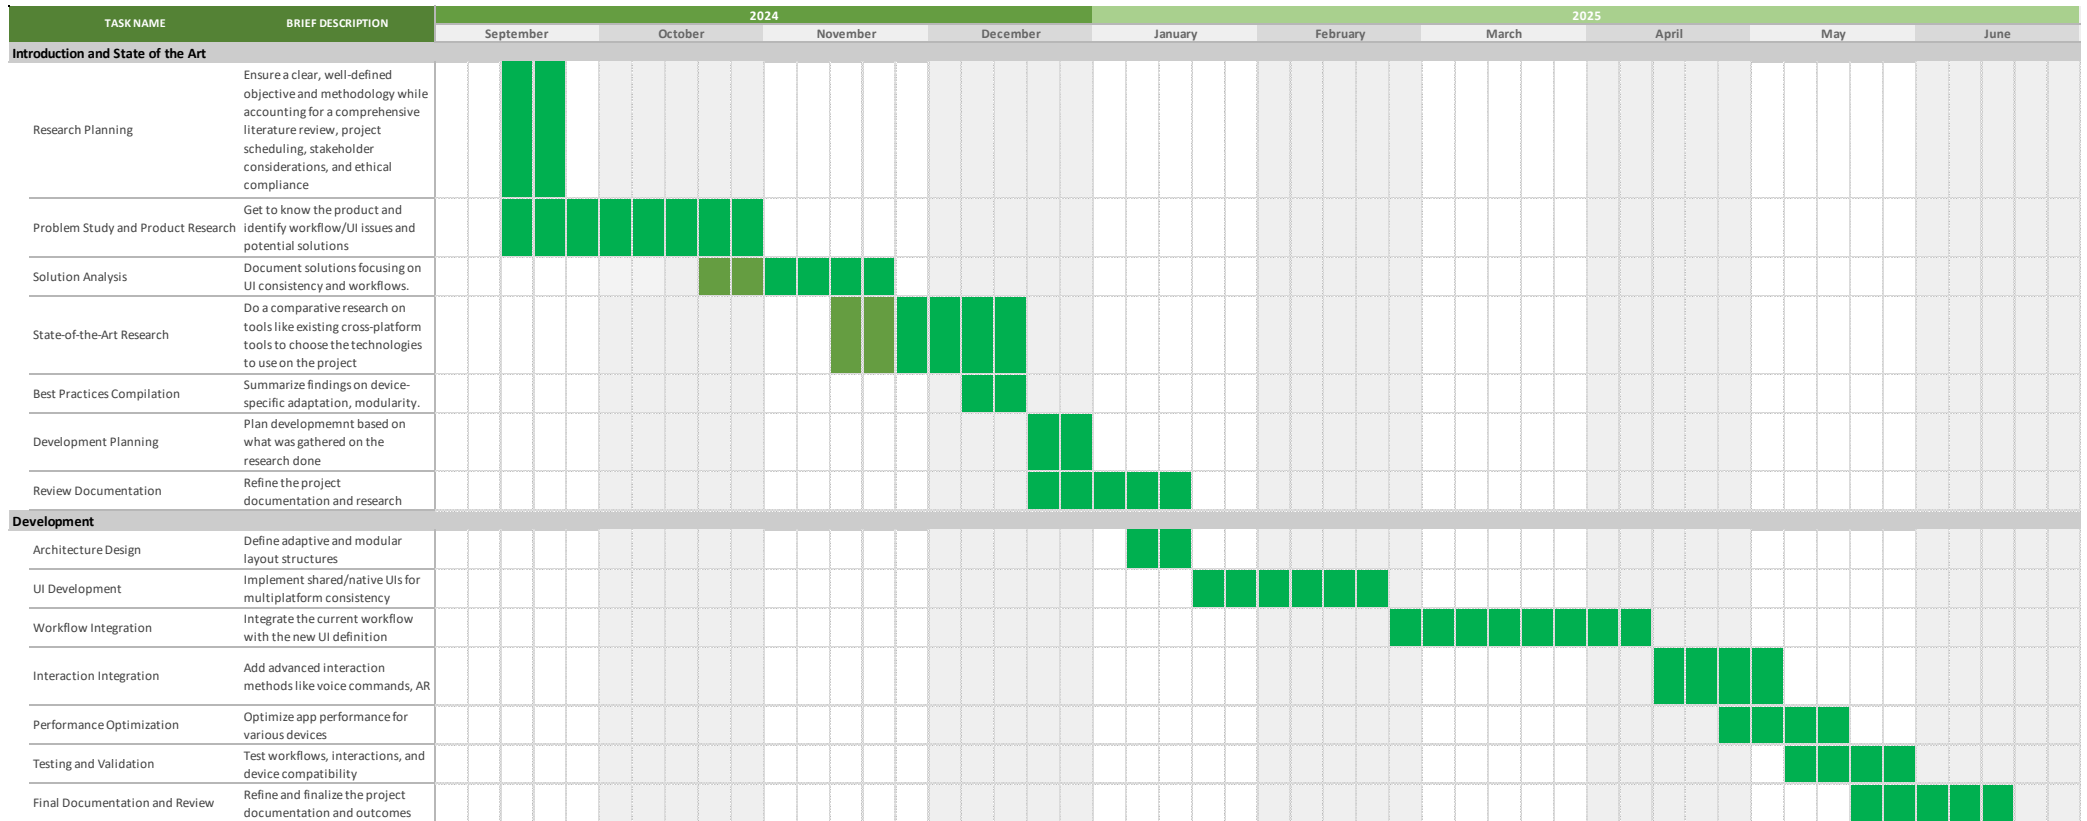 TASK NAME
BRIEF DESCRIPTION
2024
2025
September
October
November
December
January
February
March
April
May
June
Introduction and State of the Art
Research Planning
Ensure a clear, well-defined
objective and methodology while
accounting for a comprehensive
literature review, project
scheduling, stakeholder
considerations, and ethical
compliance
Problem Study and Product Research
Get to know the product and
identify workflow/UI issues and
potential solutions
Solution Analysis
Document solutions focusing on
UI consistency and workflows.
State-of-the-Art Research
Do a comparative research on
tools like existing cross-platform
tools to choose the technologies
to use on the project
Best Practices Compilation
Summarize findings on device-
specific adaptation, modularity.
Development Planning
Plan developmemnt based on
what was gathered on the
research done
Review Documentation
Refine the project
documentation and research
Development
Architecture Design
Define adaptive and modular
layout structures
UI Development
Implement shared/native UIs for
multiplatform consistency
Workflow Integration
Integrate the current workflow
with the new UI definition
Interaction Integration
Add advanced interaction
methods like voice commands, AR
Performance Optimization
Optimize app performance for
various devices
Testing and Validation
Test workflows, interactions, and
device compatibility
Final Documentation and Review
Refine and finalize the project
documentation and outcomes